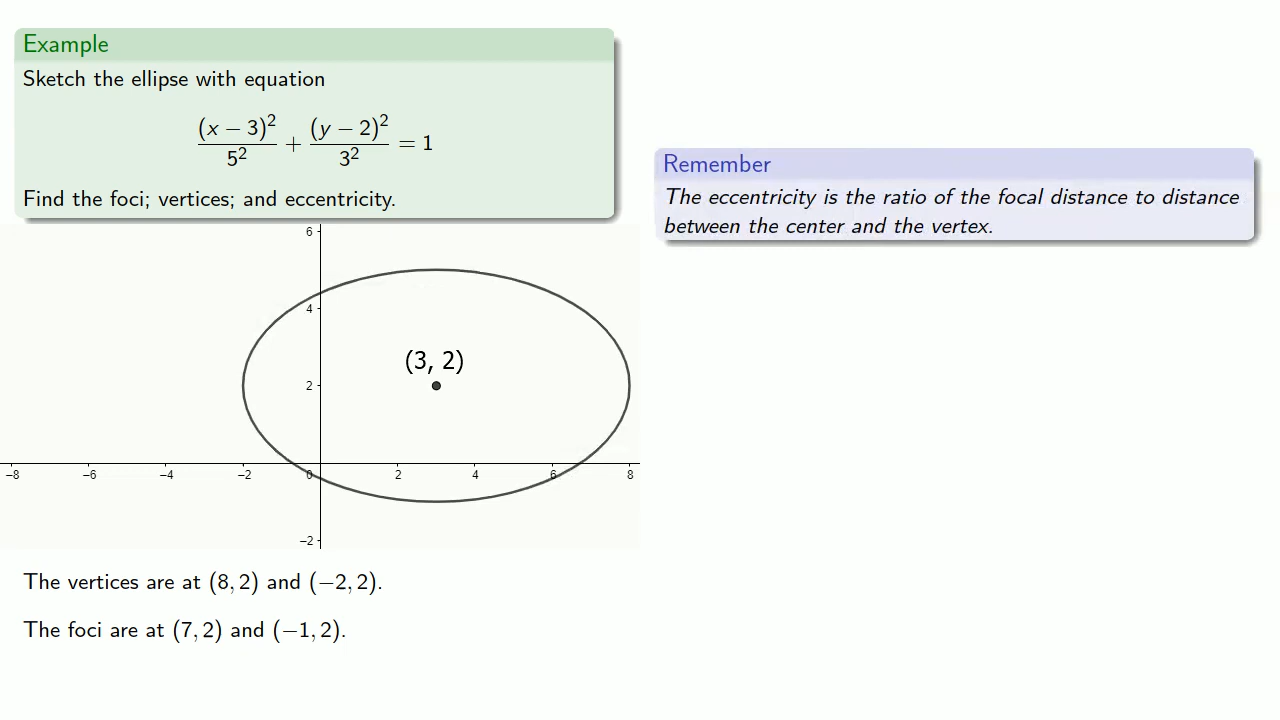 Example
Sketch the ellipse with equation
(x − 3)² / 5² + (y − 2)² / 3² = 1
Find the foci; vertices; and eccentricity.
Remember
The eccentricity is the ratio of the focal distance to distance
between the center and the vertex.
6
4
(3, 2)
2
−8 −6 −4 −2 0 2 4 6 8
−2
The vertices are at (8, 2) and (−2, 2).
The foci are at (7, 2) and (−1, 2).